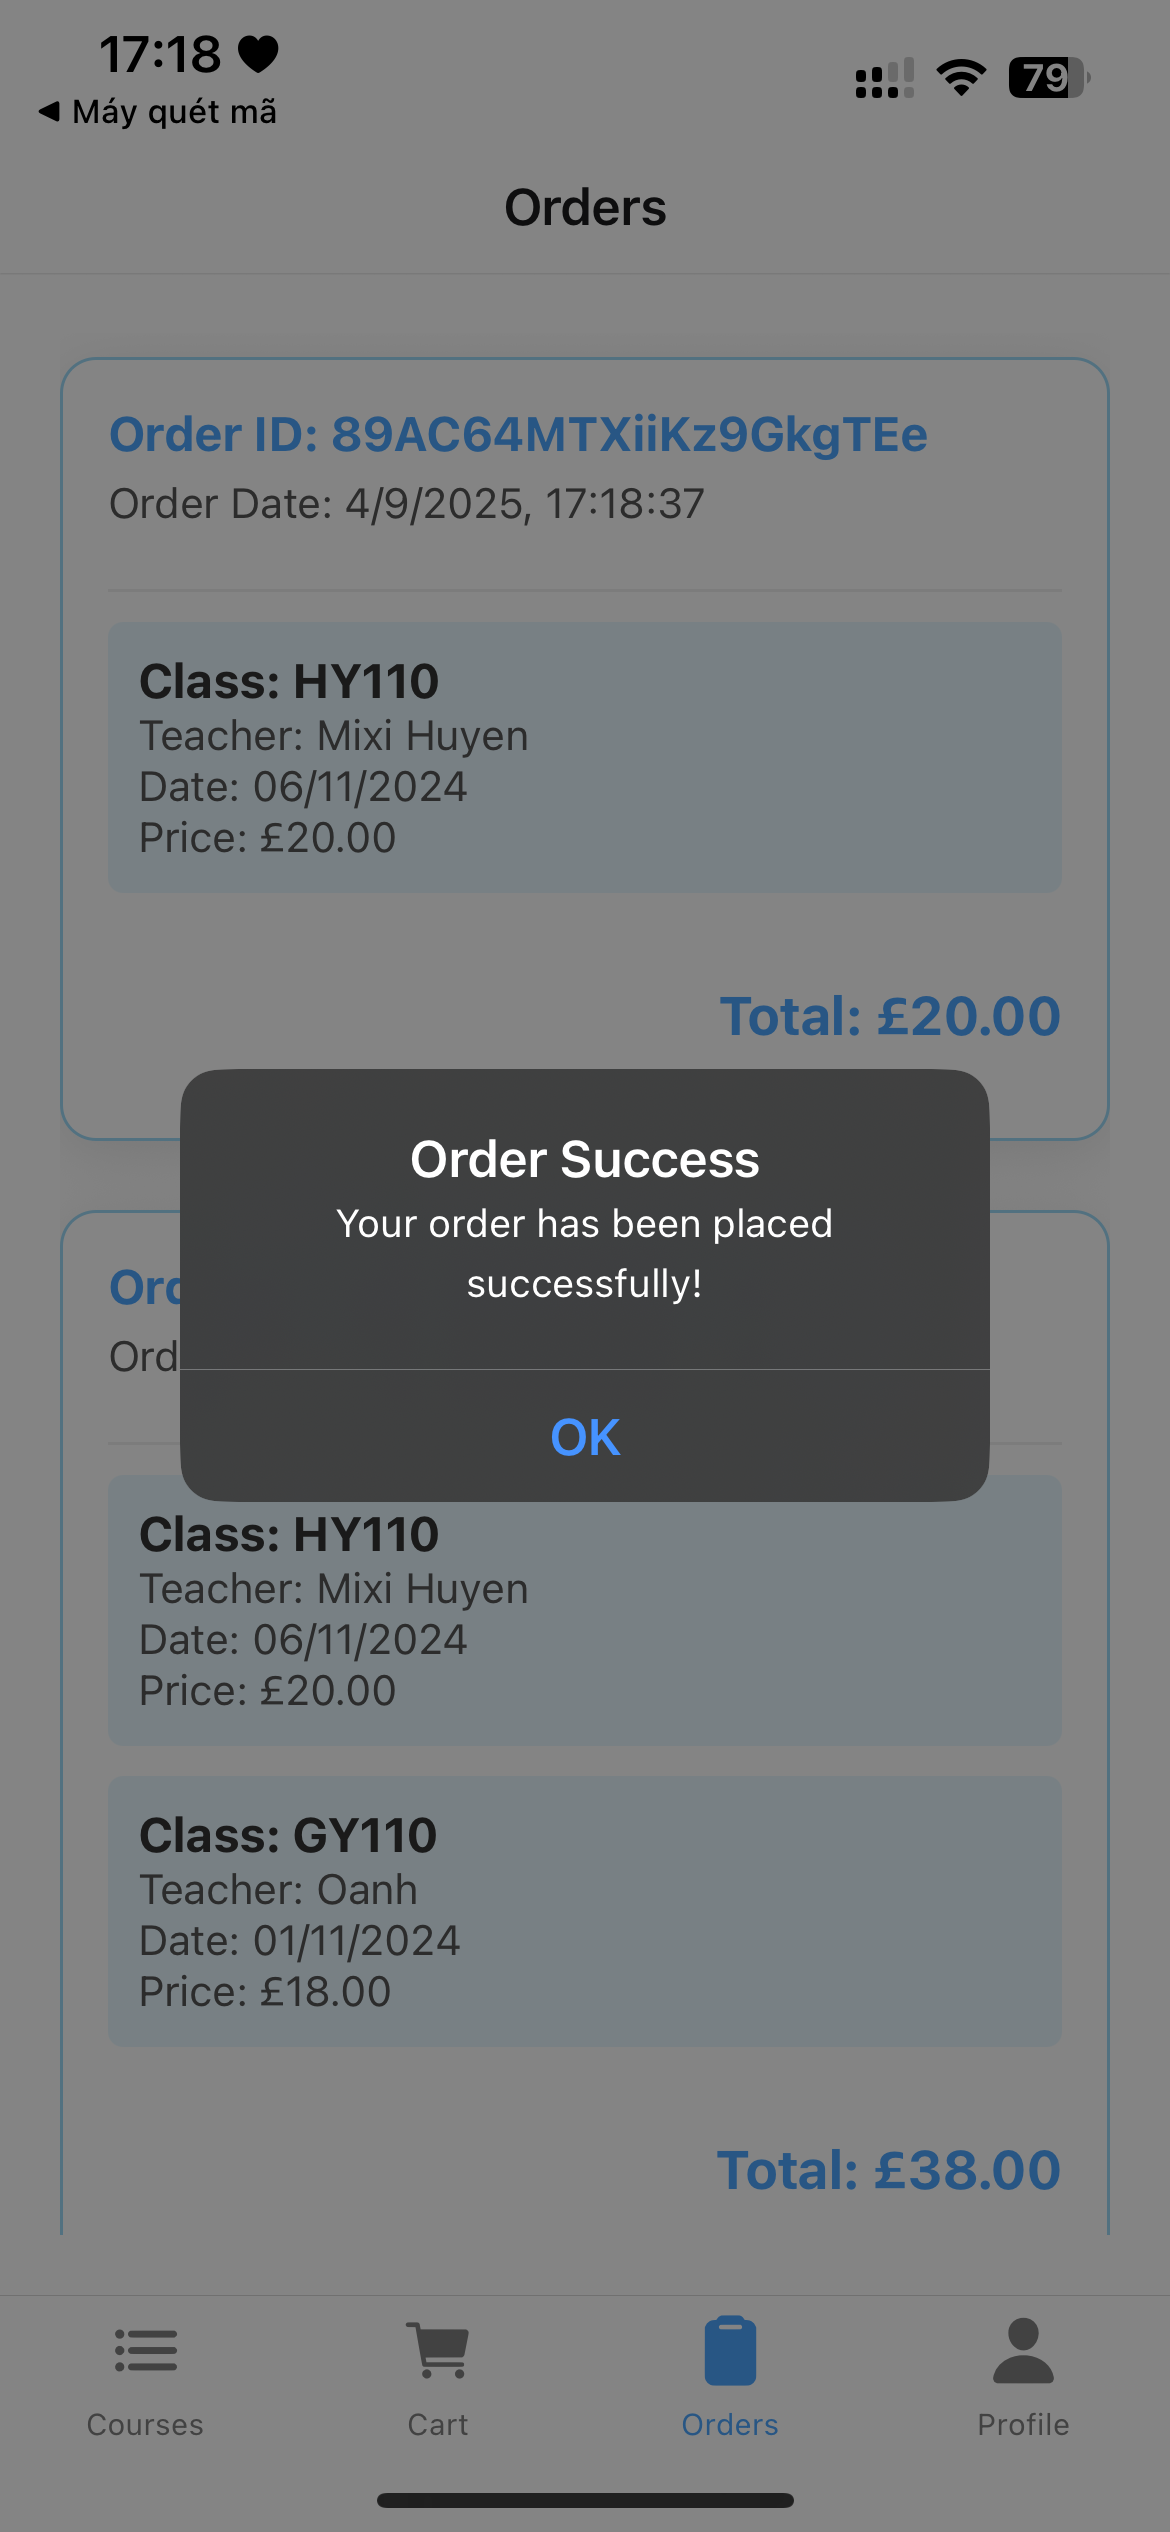 17:18
79
◀ Máy quét mã
Orders
Order ID: 89AC64MTXiiKz9GkgTEe
Order Date: 4/9/2025, 17:18:37
Class: HY110
Teacher: Mixi Huyen
Date: 06/11/2024
Price: £20.00
Total: £20.00
Order Success
Your order has been placed
successfully!
OK
Class: HY110
Teacher: Mixi Huyen
Date: 06/11/2024
Price: £20.00
Class: GY110
Teacher: Oanh
Date: 01/11/2024
Price: £18.00
Total: £38.00
Courses
Cart
Orders
Profile